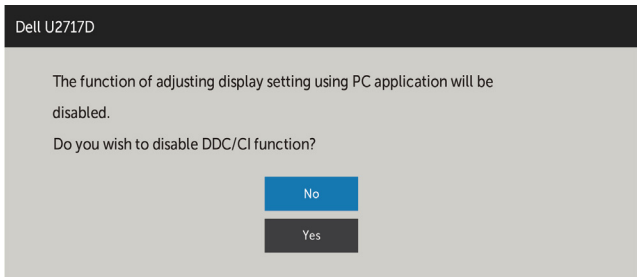 Dell U2717D
The function of adjusting display setting using PC application will be
disabled.
Do you wish to disable DDC/CI function?
No
Yes